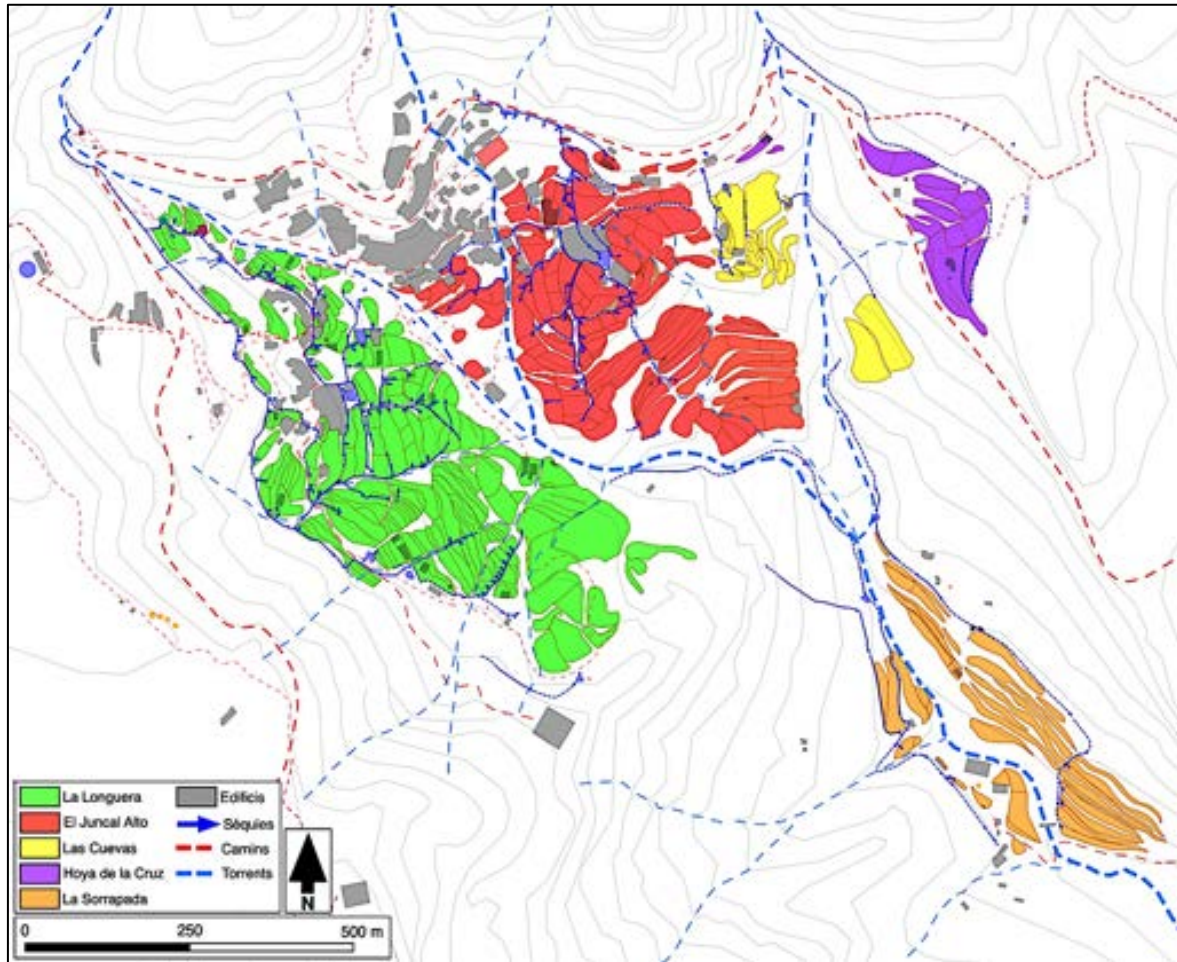 La Longuera
El Juncal Alto
Las Cuevas
Hoya de la Cruz
La Sorrapada
Edificis
Sèquies
Camins
Torrents
N
0 250 500 m